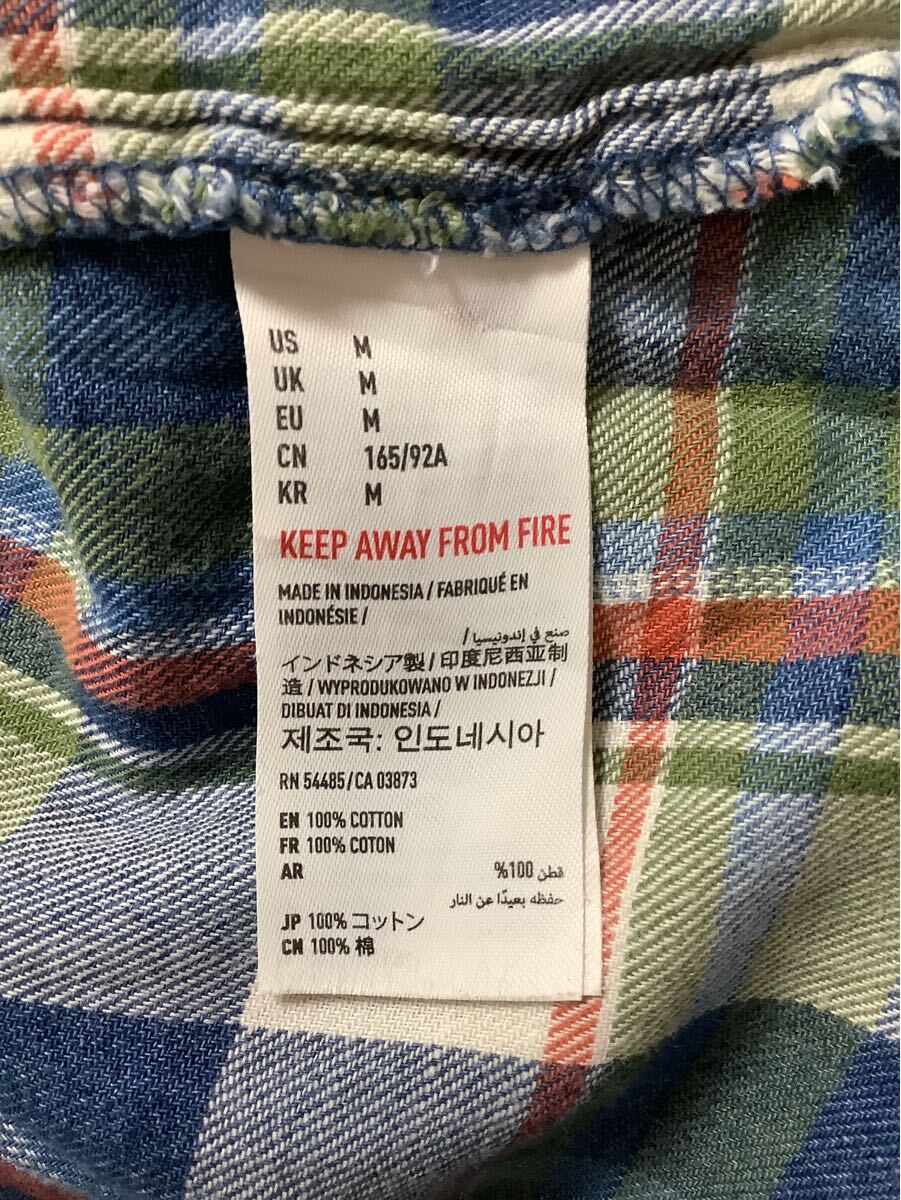 US M
UK M
EU M
CN 165/92A
KR M
KEEP AWAY FROM FIRE
MADE IN INDONESIA / FABRIQUÉ EN
INDONÉSIE /
صنع في إندونيسيا /
インドネシア製 / 印度尼西亚制
造 / WYPRODUKOWANO W INDONEZJI /
DIBUAT DI INDONESIA /
제조국: 인도네시아
RN 54485 / CA 03873
EN 100% COTTON
FR 100% COTON
AR قطن 100%
حفظه بعيدًا عن النار
JP 100% コットン
CN 100% 棉